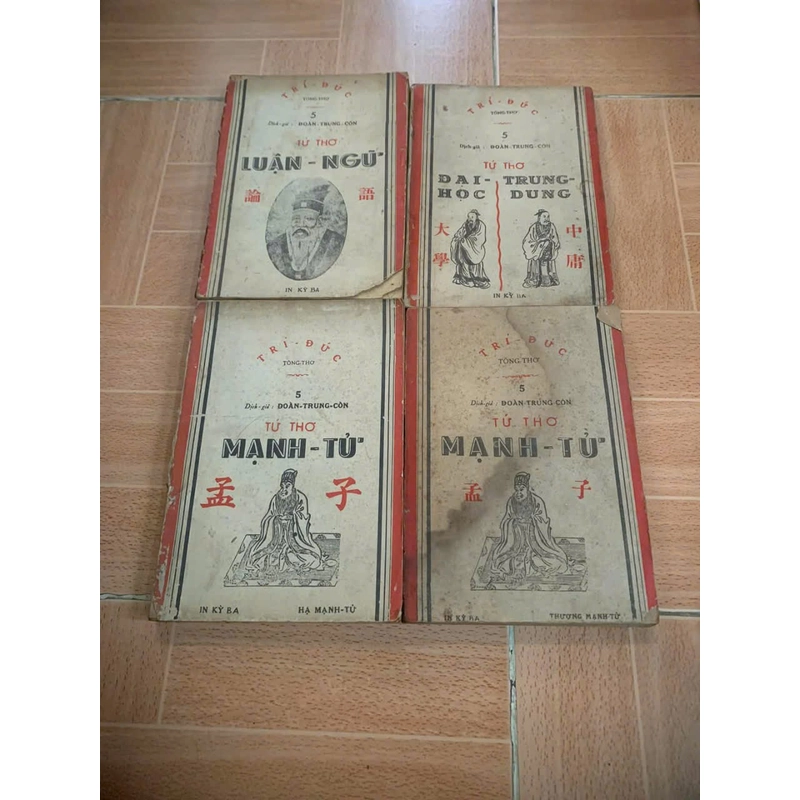 TRÍ-ĐỨC
TÒNG-THƠ
5
Dịch-giả : ĐOÀN-TRUNG-CÒN
TỨ THƠ
LUẬN-NGỮ
論 語
IN KỲ BA
TRÍ-ĐỨC
TÒNG-THƠ
5
Dịch-giả : ĐOÀN-TRUNG-CÒN
TỨ THƠ
ĐẠI-HỌC
TRUNG-DUNG
大學
中庸
IN KỲ BA
TRÍ-ĐỨC
TÒNG-THƠ
5
Dịch-giả : ĐOÀN-TRUNG-CÒN
TỨ THƠ
MẠNH-TỬ
孟 子
IN KỲ BA HẠ MẠNH-TỬ
TRÍ-ĐỨC
TÒNG-THƠ
5
Dịch-giả : ĐOÀN-TRUNG-CÒN
TỨ THƠ
MẠNH-TỬ
孟 子
IN KỲ BA THƯỢNG MẠNH-TỬ